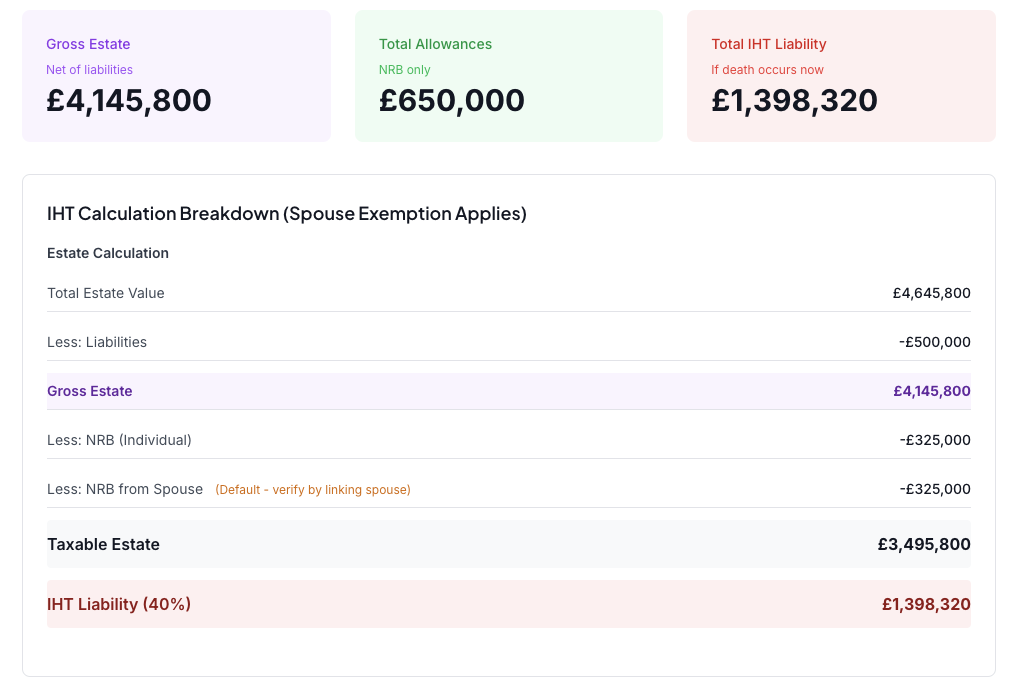 Gross Estate
Net of liabilities
£4,145,800
Total Allowances
NRB only
£650,000
Total IHT Liability
If death occurs now
£1,398,320
IHT Calculation Breakdown (Spouse Exemption Applies)
Estate Calculation
Total Estate Value £4,645,800
Less: Liabilities -£500,000
Gross Estate £4,145,800
Less: NRB (Individual) -£325,000
Less: NRB from Spouse (Default - verify by linking spouse) -£325,000
Taxable Estate £3,495,800
IHT Liability (40%) £1,398,320